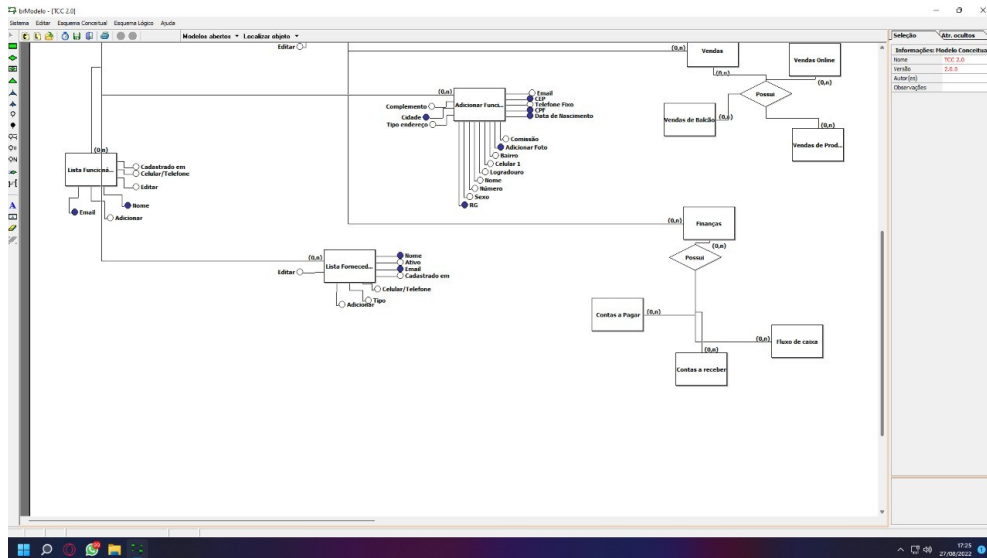 brModelo - [TCC 2.0]
Sistema Editar Esquema Conceitual Esquema Lógico Ajuda
Modelos abertos Localizar objeto
Seleção Atr. ocultos
Informações: Modelo Conceitua
Nome TCC 2.0
Versão 2.0.0
Autor(es)
Observações
Editar
(0,n)
Vendas
(0,n)
Vendas Online
Possui
Vendas de Balcão
(0,n)
(0,n)
Vendas de Prod...
(0,n)
Adicionar Funci...
Complemento
Cidade
Tipo endereço
Email
CEP
Telefone Fixo
CPF
Data de Nascimento
Comissão
Adicionar Foto
Bairro
Celular 1
Logradouro
Nome
Número
Sexo
RG
(0,n)
Lista Funcioná...
Cadastrado em
Celular/Telefone
Editar
Nome
Email
Adicionar
(0,n)
Finanças
(0,n)
Possui
(0,n)
Lista Forneced...
Editar
Nome
Ativo
Email
Cadastrado em
Celular/Telefone
Tipo
Adicionar
Contas a Pagar
(0,n)
(0,n)
Fluxo de caixa
(0,n)
Contas a receber
17:25
27/08/2022